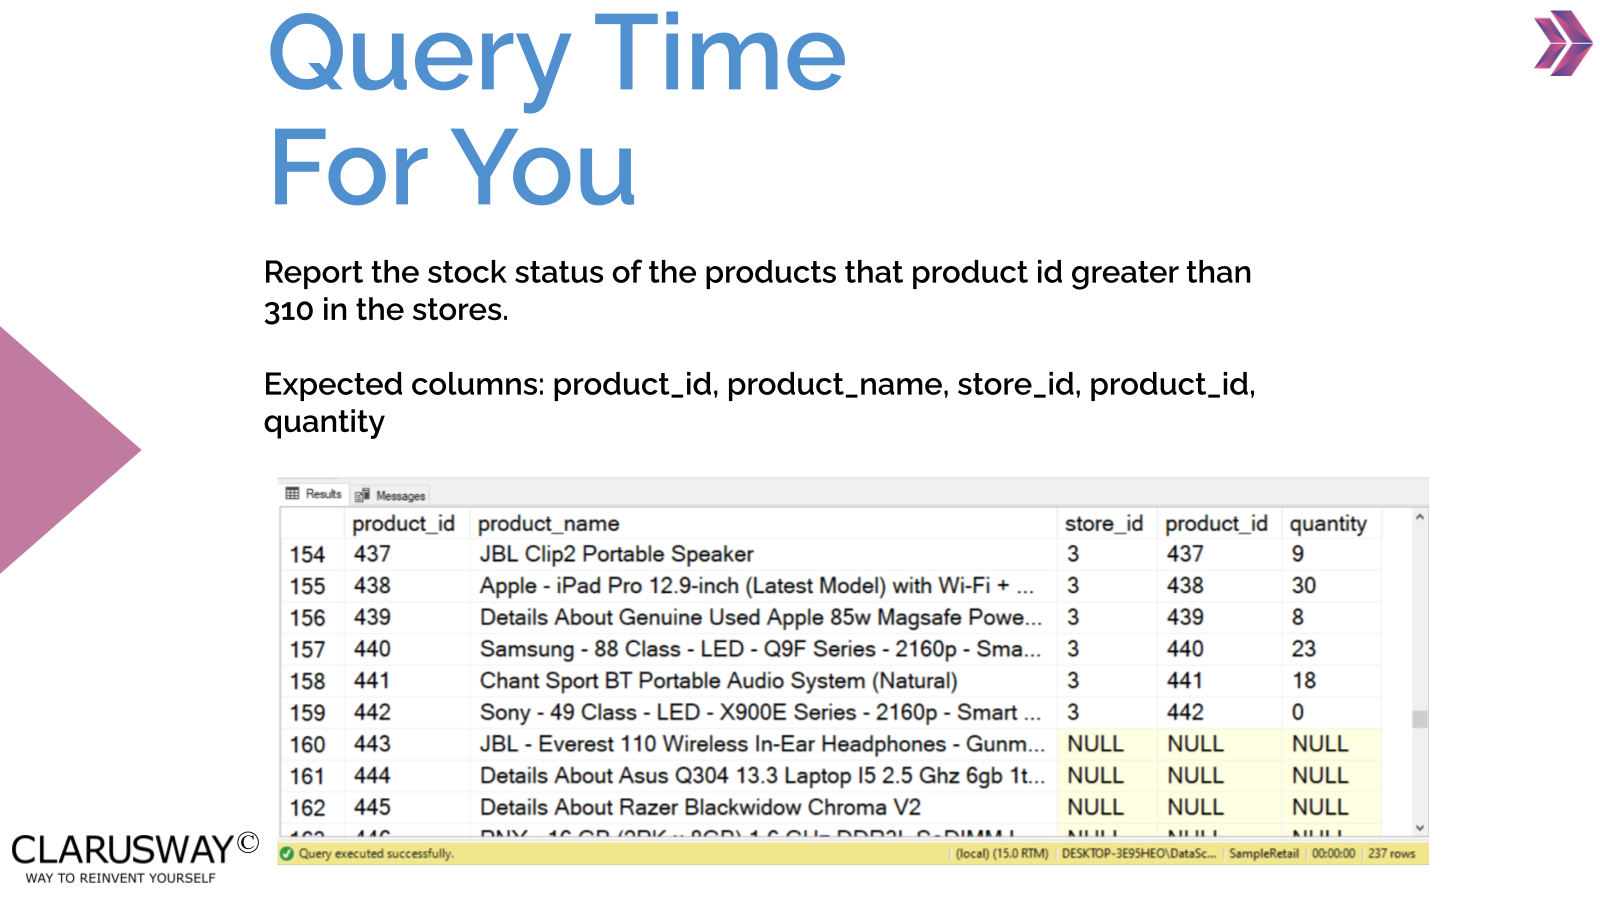 Query Time
For You
Report the stock status of the products that product id greater than
310 in the stores.
Expected columns: product_id, product_name, store_id, product_id,
quantity
Results Messages
product_id product_name store_id product_id quantity
154 437 JBL Clip2 Portable Speaker 3 437 9
155 438 Apple - iPad Pro 12.9-inch (Latest Model) with Wi-Fi + ... 3 438 30
156 439 Details About Genuine Used Apple 85w Magsafe Powe... 3 439 8
157 440 Samsung - 88 Class - LED - Q9F Series - 2160p - Sma... 3 440 23
158 441 Chant Sport BT Portable Audio System (Natural) 3 441 18
159 442 Sony - 49 Class - LED - X900E Series - 2160p - Smart ... 3 442 0
160 443 JBL - Everest 110 Wireless In-Ear Headphones - Gunm... NULL NULL NULL
161 444 Details About Asus Q304 13.3 Laptop I5 2.5 Ghz 6gb 1t... NULL NULL NULL
162 445 Details About Razer Blackwidow Chroma V2 NULL NULL NULL
Query executed successfully. (local) (15.0 RTM) DESKTOP-3E95HEO\DataSc... SampleRetail 00:00:00 237 rows
CLARUSWAY©
WAY TO REINVENT YOURSELF